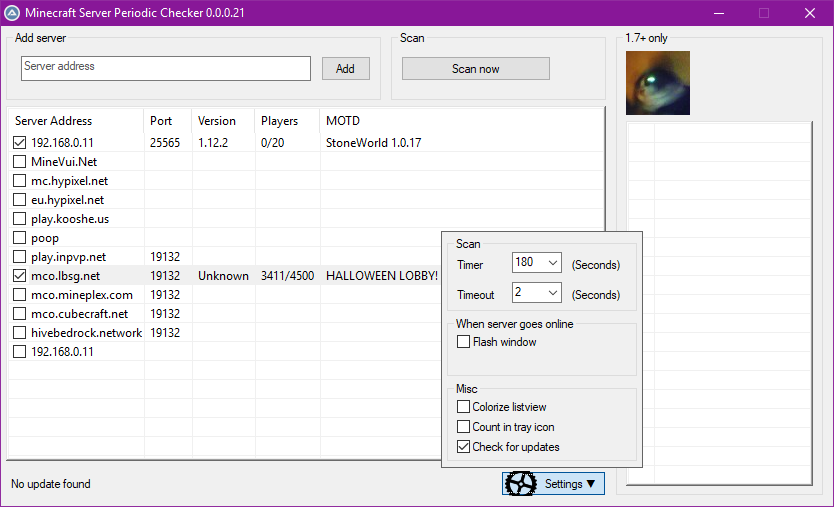 Minecraft Server Periodic Checker 0.0.0.21
Add server
Scan
1.7+ only
Server address
Add
Scan now
Server Address Port Version Players MOTD
192.168.0.11 25565 1.12.2 0/20 StoneWorld 1.0.17
MineVui.Net
mc.hypixel.net
eu.hypixel.net
play.kooshe.us
poop
play.inpvp.net 19132
mco.lbsg.net 19132 Unknown 3411/4500 HALLOWEEN LOBBY!
mco.mineplex.com 19132
mco.cubecraft.net 19132
hivebedrock.network 19132
192.168.0.11
Scan
Timer 180 (Seconds)
Timeout 2 (Seconds)
When server goes online
Flash window
Misc
Colorize listview
Count in tray icon
Check for updates
No update found
Settings ▼